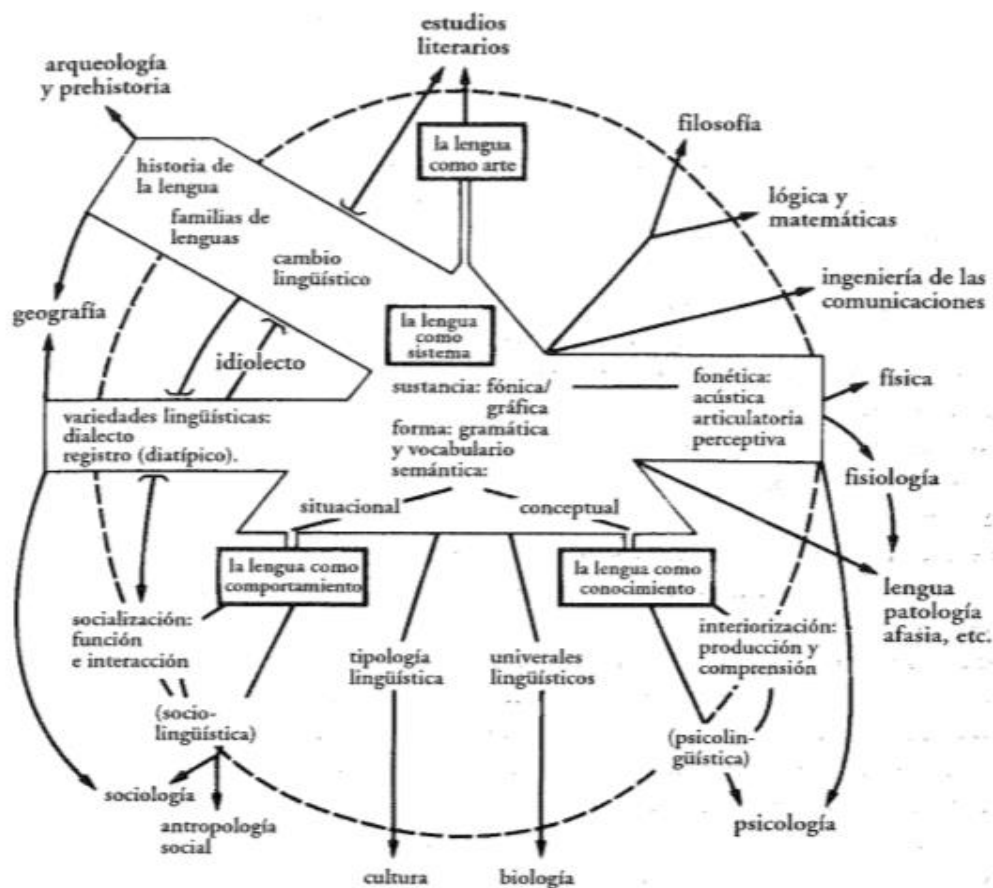 estudios
literarios
arqueología
y prehistoria
la lengua
como arte
filosofía
historia de
la lengua
familias de
lenguas
cambio
lingüístico
lógica y
matemáticas
ingeniería de las
comunicaciones
geografía
idiolecto
la lengua
como
sistema
sustancia: fónica/
gráfica
forma: gramática
y vocabulario
semántica:
fonética:
acústica
articulatoria
perceptiva
física
variedades lingüísticas:
dialecto
registro (diatípico).
fisiología
situacional
conceptual
la lengua como
comportamiento
la lengua como
conocimiento
lengua
patología
afasia, etc.
socialización:
función
e interacción
tipología
lingüística
univerales
lingüísticos
interiorización:
producción y
comprensión
(socio-
lingüística)
(psicolin-
güística)
sociología
antropología
social
psicología
cultura
biología